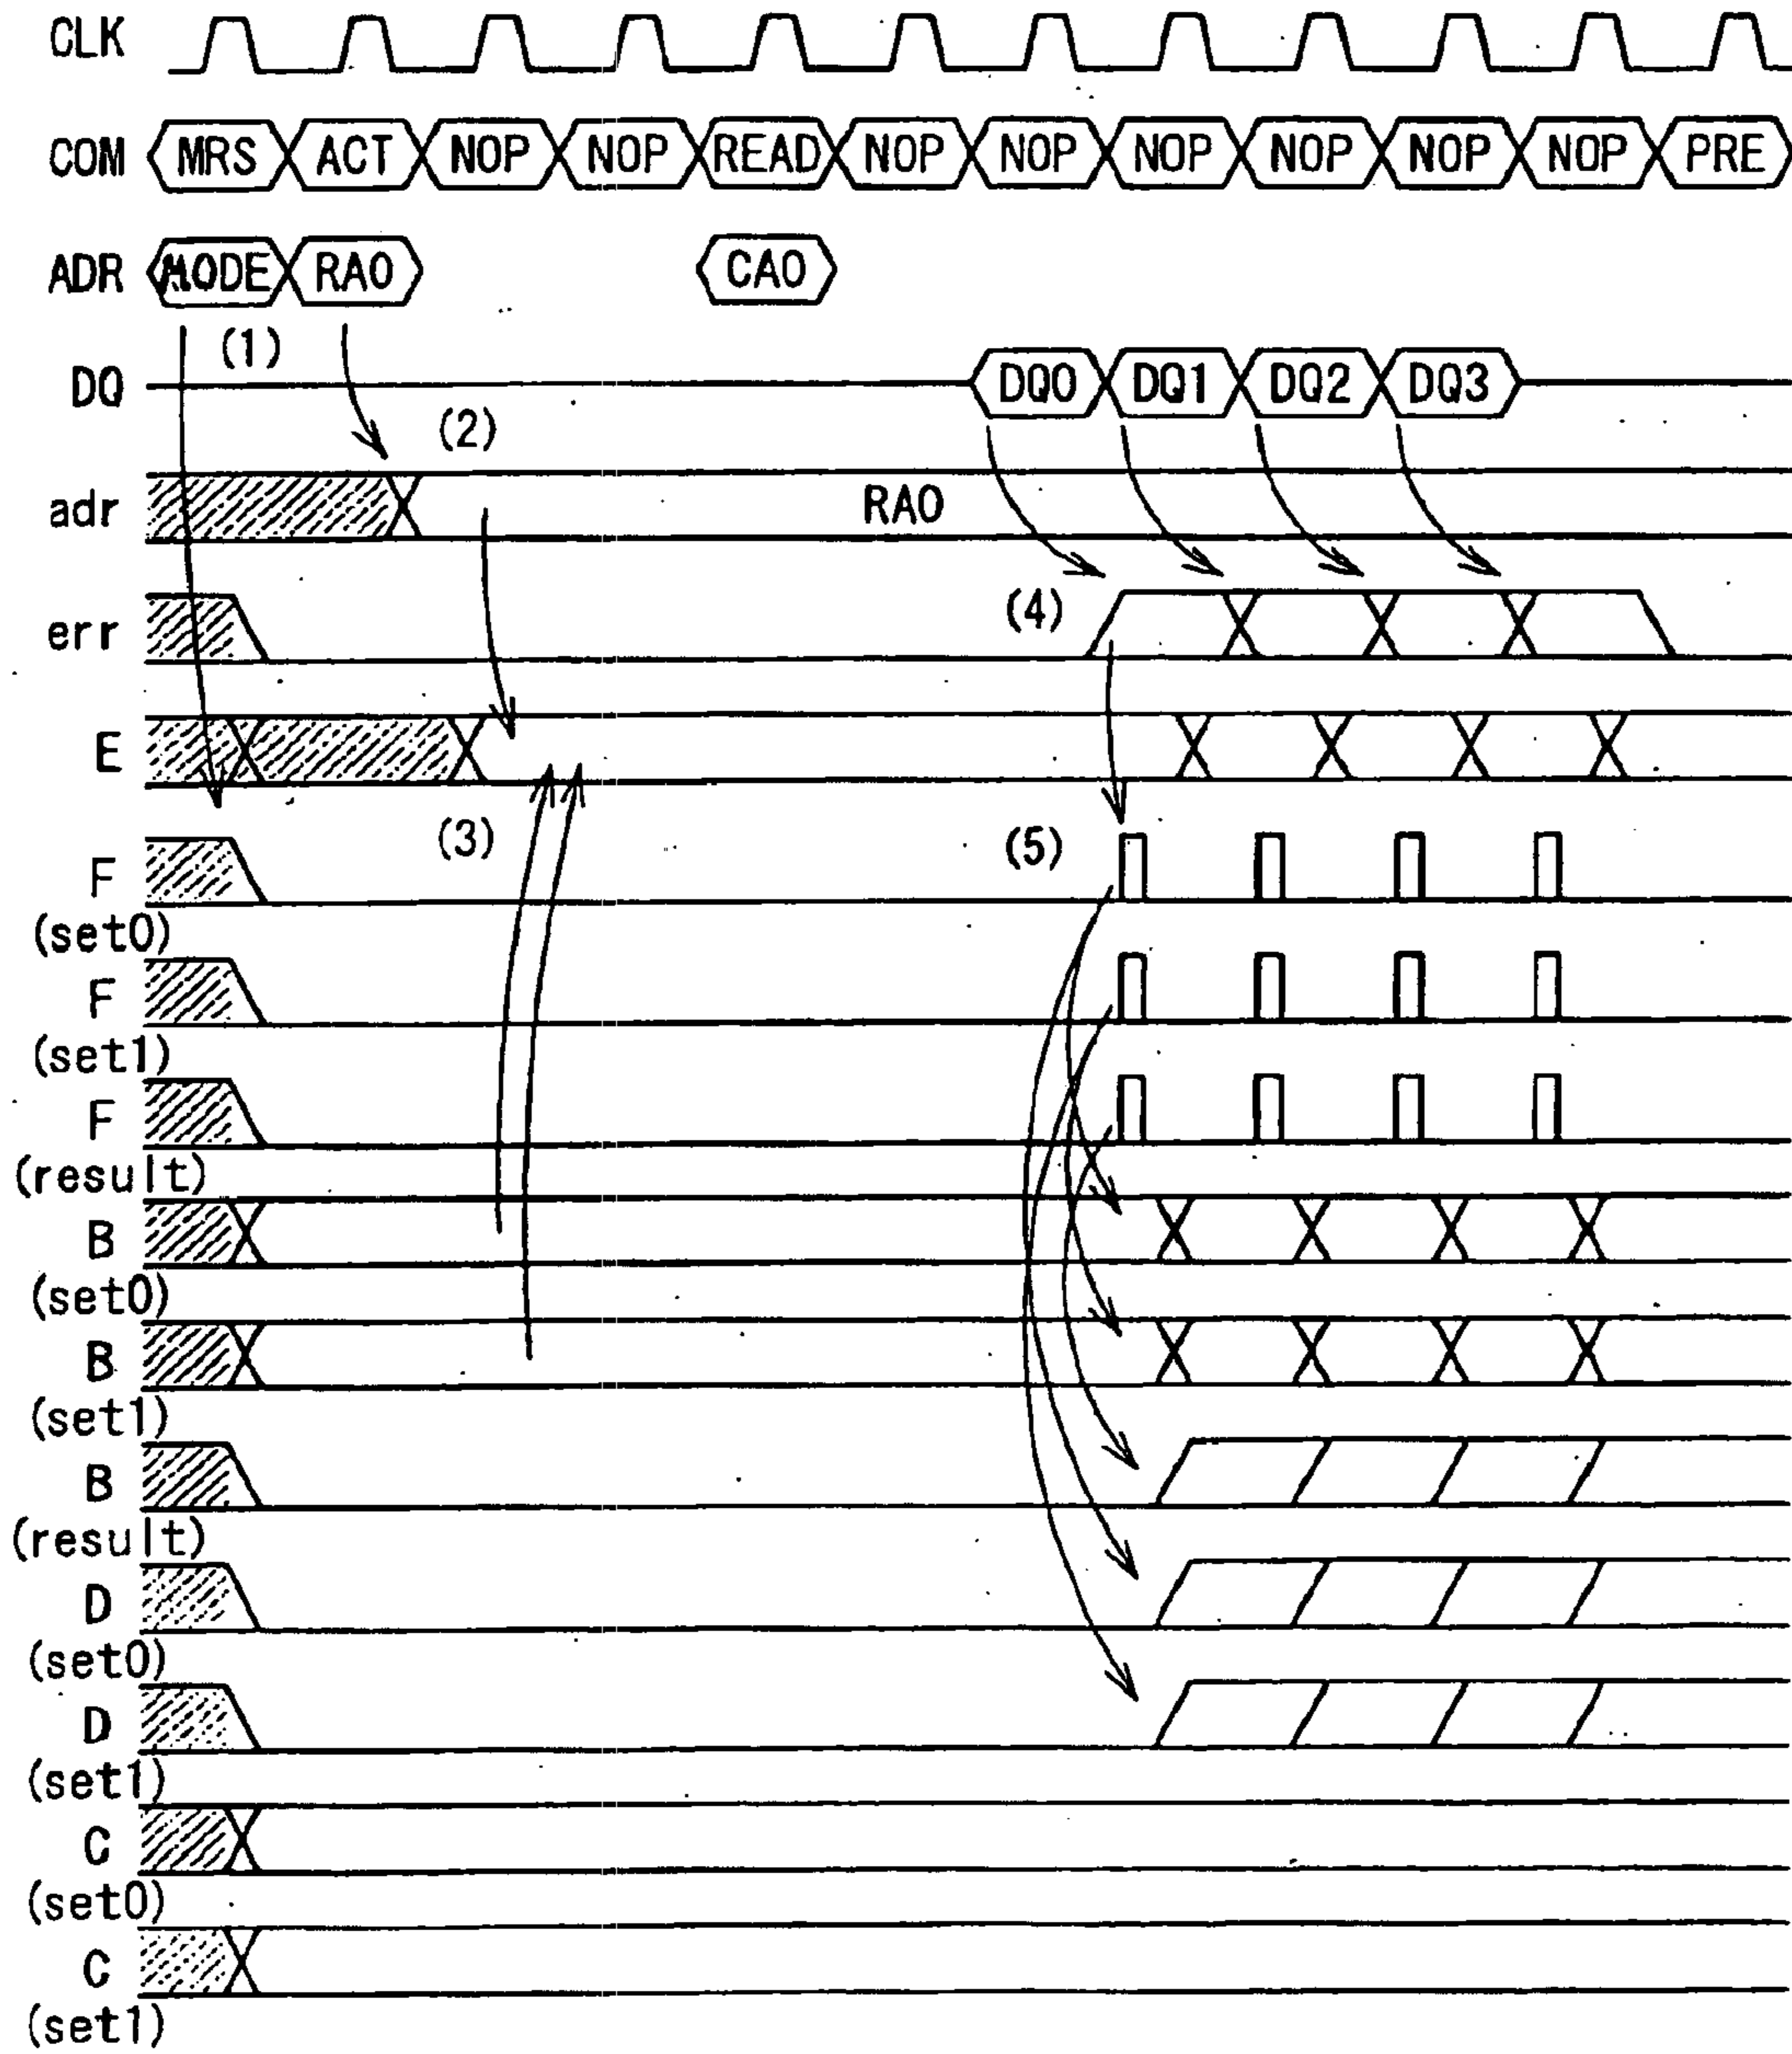 CLK
COM MRS ACT NOP NOP READ NOP NOP NOP NOP NOP NOP PRE
ADR MODE RA0 CA0
(1)
DQ DQ0 DQ1 DQ2 DQ3
(2)
adr RA0
err (4)
E
(3) (5)
F
(set0)
F
(set1)
F
(result)
B
(set0)
B
(set1)
B
(result)
D
(set0)
D
(set1)
C
(set0)
C
(set1)